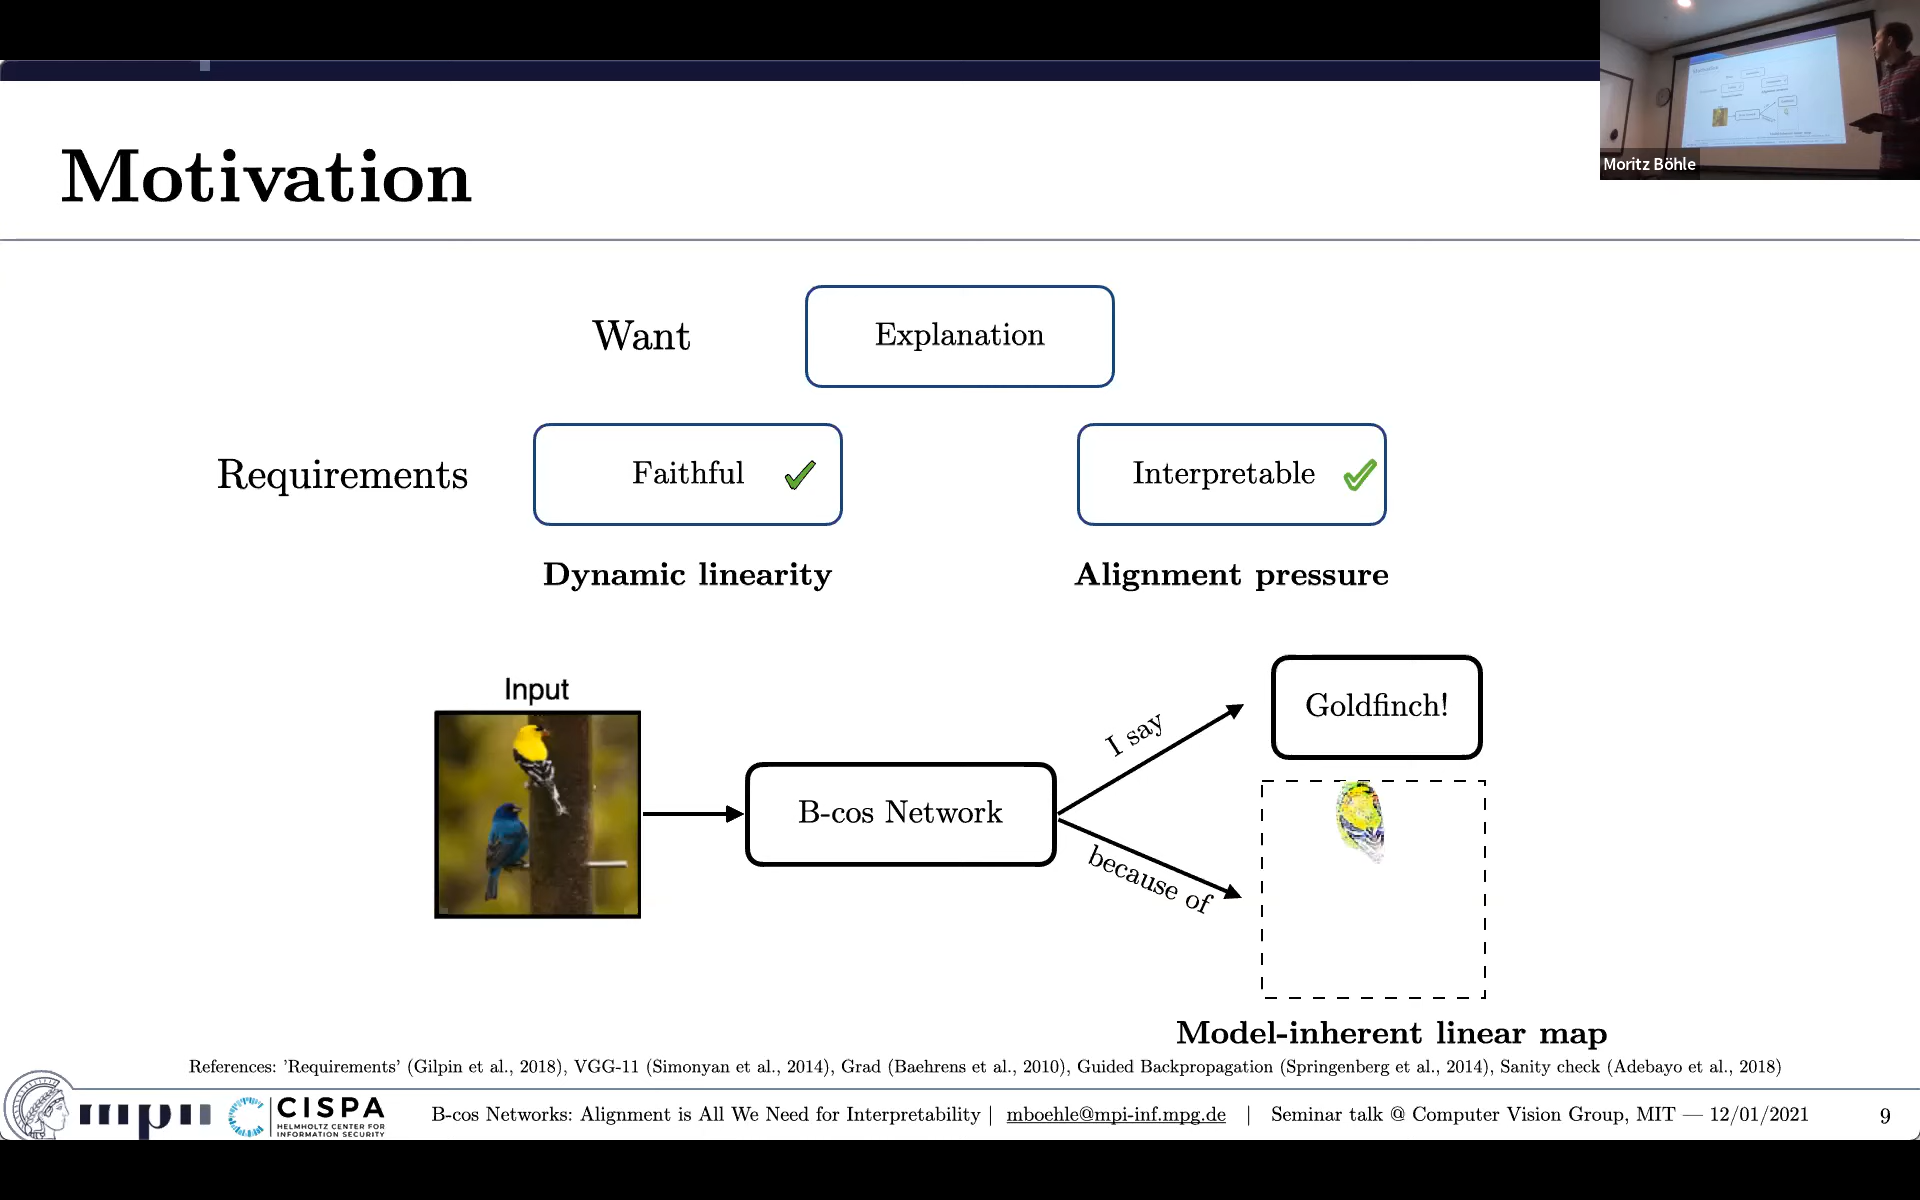 Moritz Böhle
Motivation
Want
Explanation
Requirements
Faithful
Interpretable
Dynamic linearity
Alignment pressure
Input
B-cos Network
I say
Goldfinch!
because of
Model-inherent linear map
References: 'Requirements' (Gilpin et al., 2018), VGG-11 (Simonyan et al., 2014), Grad (Baehrens et al., 2010), Guided Backpropagation (Springenberg et al., 2014), Sanity check (Adebayo et al., 2018)
CISPA
HELMHOLTZ CENTER FOR
INFORMATION SECURITY
B-cos Networks: Alignment is All We Need for Interpretability | mboehle@mpi-inf.mpg.de | Seminar talk @ Computer Vision Group, MIT — 12/01/2021 9